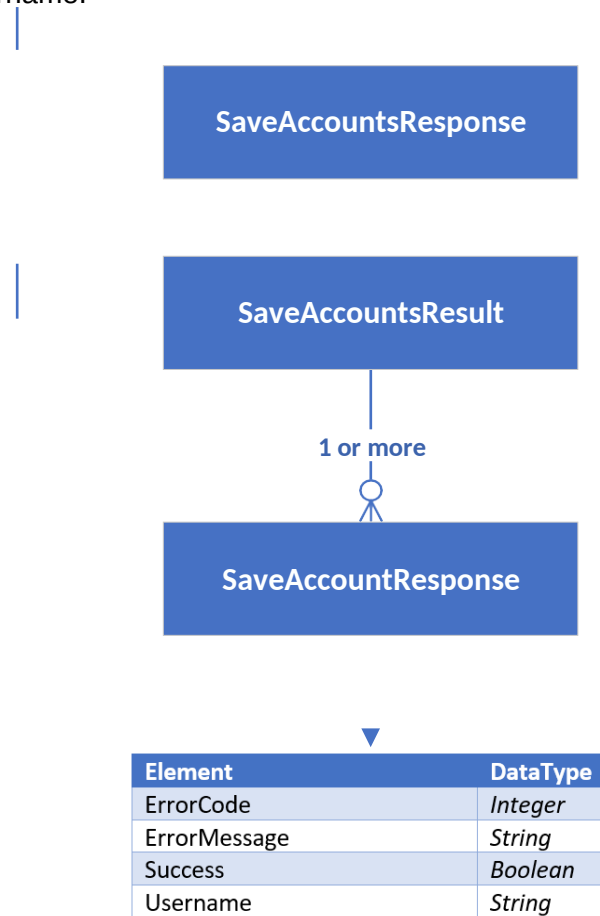 SaveAccountsResponse
SaveAccountsResult
1 or more
SaveAccountResponse
Element DataType
ErrorCode Integer
ErrorMessage String
Success Boolean
Username String